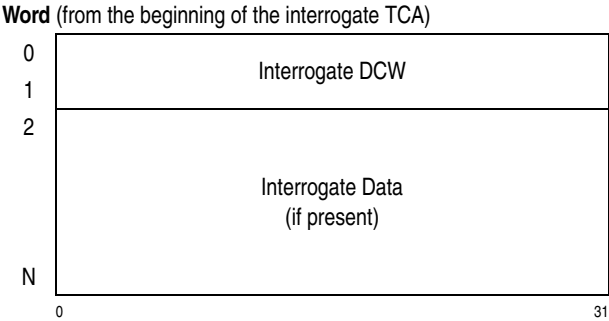 Word (from the beginning of the interrogate TCA)
0
Interrogate DCW
1
2
Interrogate Data
(if present)
N
0 31